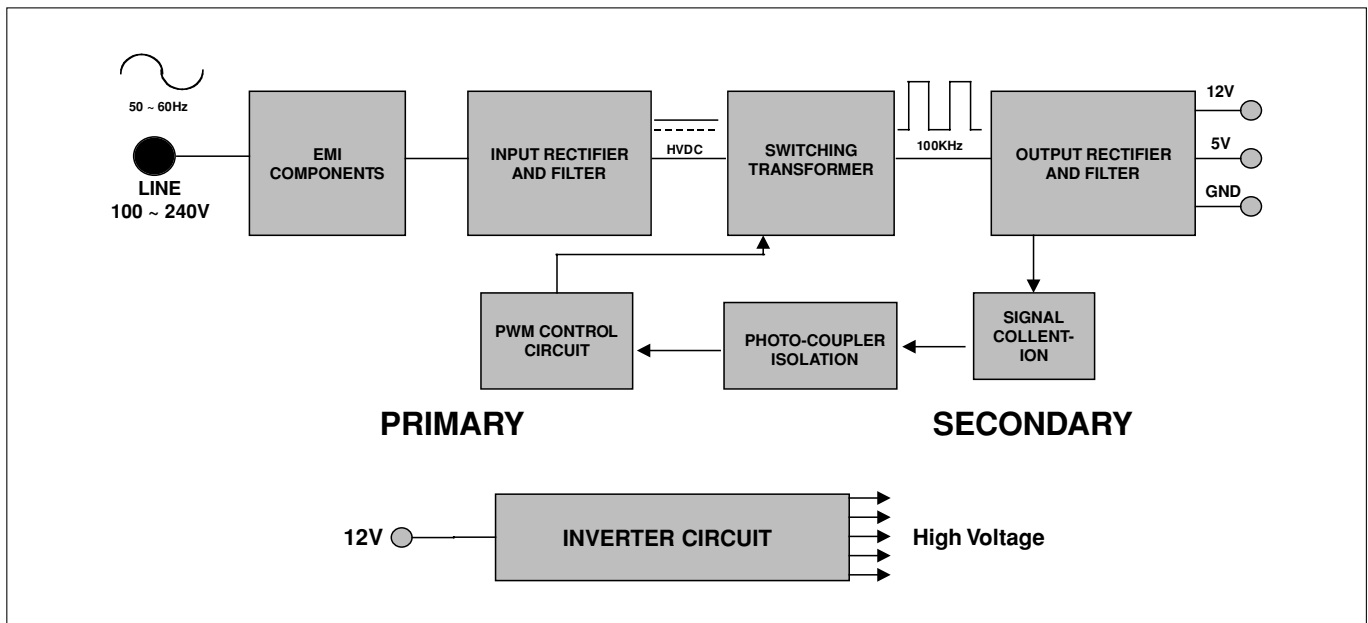 50 ~ 60Hz
LINE
100 ~ 240V
EMI
COMPONENTS
INPUT RECTIFIER
AND FILTER
HVDC
SWITCHING
TRANSFORMER
100KHz
OUTPUT RECTIFIER
AND FILTER
12V
5V
GND
PWM CONTROL
CIRCUIT
PHOTO-COUPLER
ISOLATION
SIGNAL
COLLENT-
ION
PRIMARY
SECONDARY
12V
INVERTER CIRCUIT
High Voltage